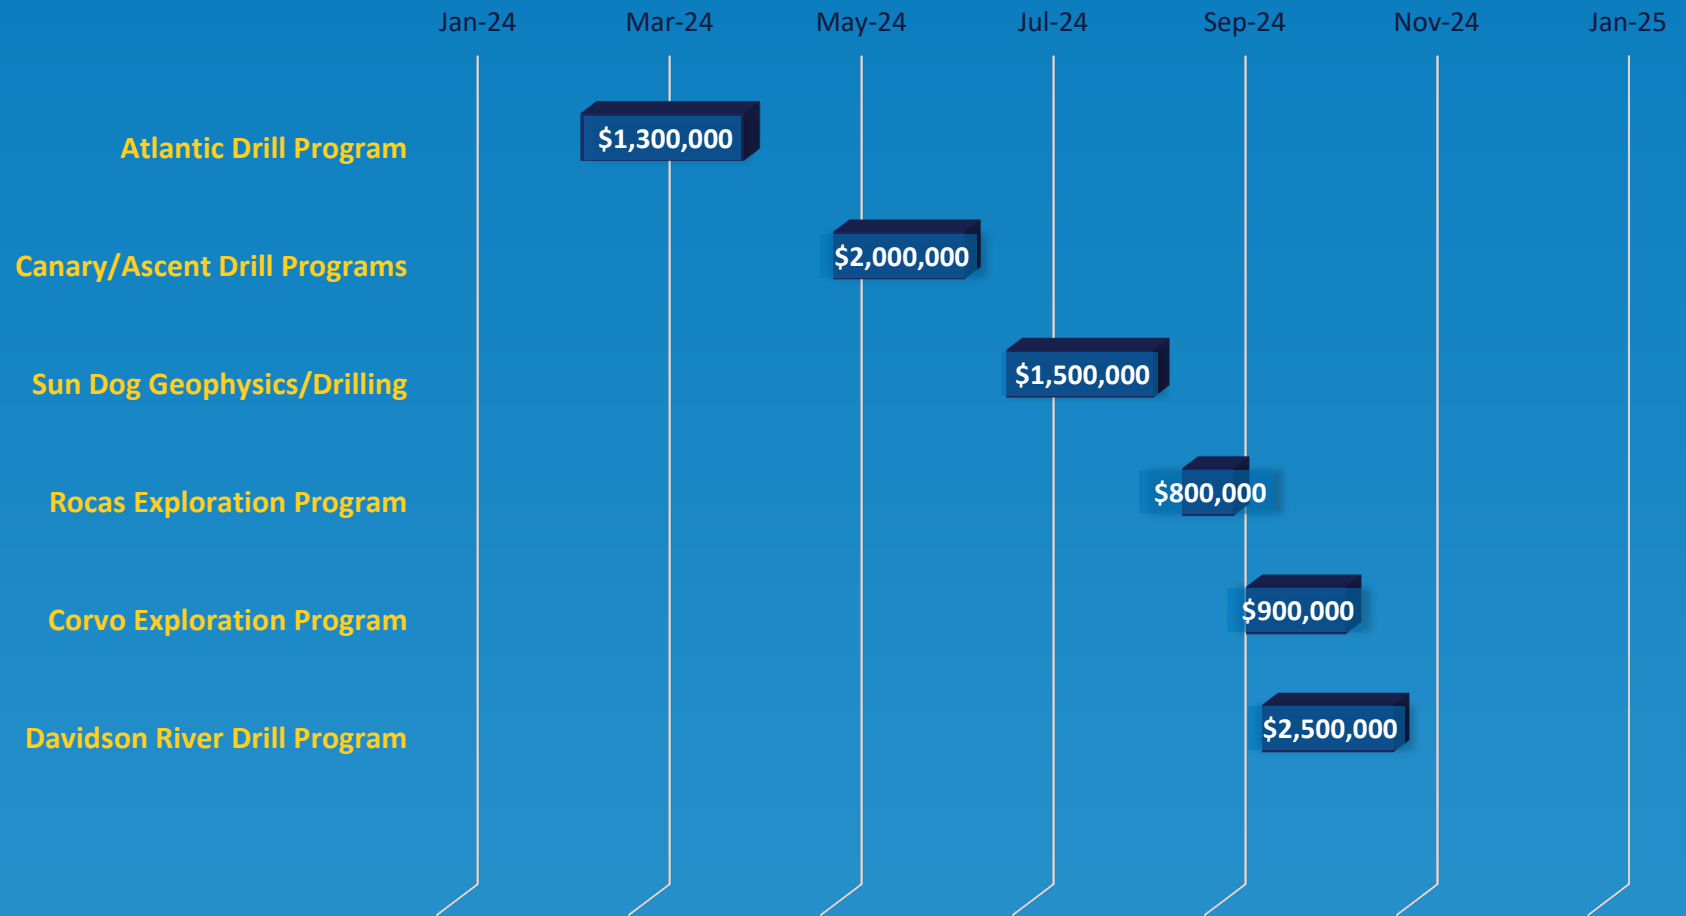 Jan-24 Mar-24 May-24 Jul-24 Sep-24 Nov-24 Jan-25
Atlantic Drill Program $1,300,000
Canary/Ascent Drill Programs $2,000,000
Sun Dog Geophysics/Drilling $1,500,000
Rocas Exploration Program $800,000
Corvo Exploration Program $900,000
Davidson River Drill Program $2,500,000